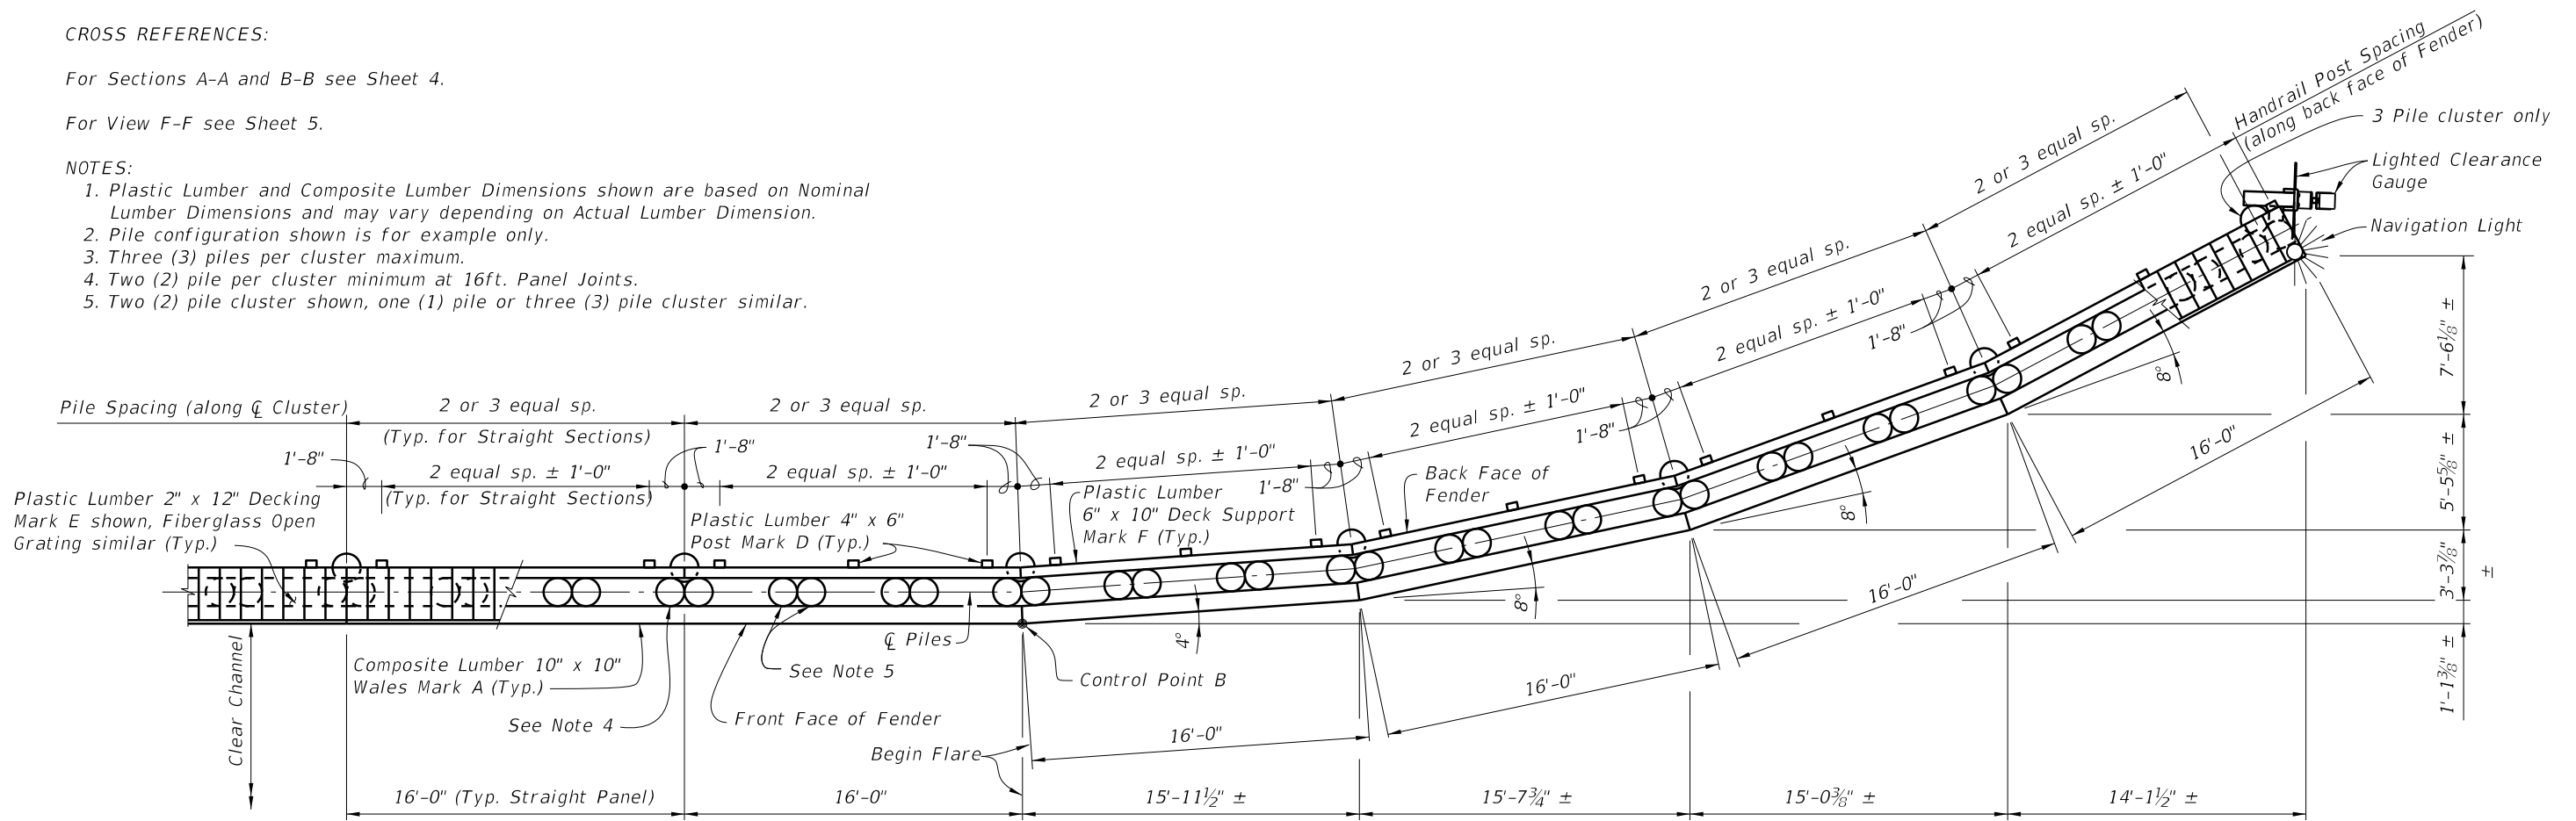 CROSS REFERENCES:
For Sections A-A and B-B see Sheet 4.
For View F-F see Sheet 5.
NOTES:
1. Plastic Lumber and Composite Lumber Dimensions shown are based on Nominal
Lumber Dimensions and may vary depending on Actual Lumber Dimension.
2. Pile configuration shown is for example only.
3. Three (3) piles per cluster maximum.
4. Two (2) pile per cluster minimum at 16ft. Panel Joints.
5. Two (2) pile cluster shown, one (1) pile or three (3) pile cluster similar.
Handrail Post Spacing
(along back face of Fender)
3 Pile cluster only
Lighted Clearance
Gauge
Navigation Light
2 or 3 equal sp.
2 equal sp. ± 1'-0"
2 or 3 equal sp.
2 equal sp. ± 1'-0"
1'-8"
2 or 3 equal sp.
2 equal sp. ± 1'-0"
1'-8"
2 or 3 equal sp.
2 equal sp. ± 1'-0"
1'-8"
Pile Spacing (along ℄ Cluster)
2 or 3 equal sp.
(Typ. for Straight Sections)
2 or 3 equal sp.
1'-8"
1'-8"
1'-8"
2 equal sp. ± 1'-0"
(Typ. for Straight Sections)
2 equal sp. ± 1'-0"
Plastic Lumber 2" x 12" Decking
Mark E shown, Fiberglass Open
Grating similar (Typ.)
Plastic Lumber 4" x 6"
Post Mark D (Typ.)
Plastic Lumber
6" x 10" Deck Support
Mark F (Typ.)
Back Face of
Fender
8°
8°
8°
4°
7'-6⅛" ±
5'-5⅝" ±
3'-3⅞"
±
1'-1⅜" ±
16'-0"
16'-0"
16'-0"
16'-0"
℄ Piles
See Note 5
Control Point B
Composite Lumber 10" x 10"
Wales Mark A (Typ.)
See Note 4
Front Face of Fender
Begin Flare
Clear Channel
16'-0" (Typ. Straight Panel)
16'-0"
15'-11½" ±
15'-7¾" ±
15'-0⅜" ±
14'-1½" ±